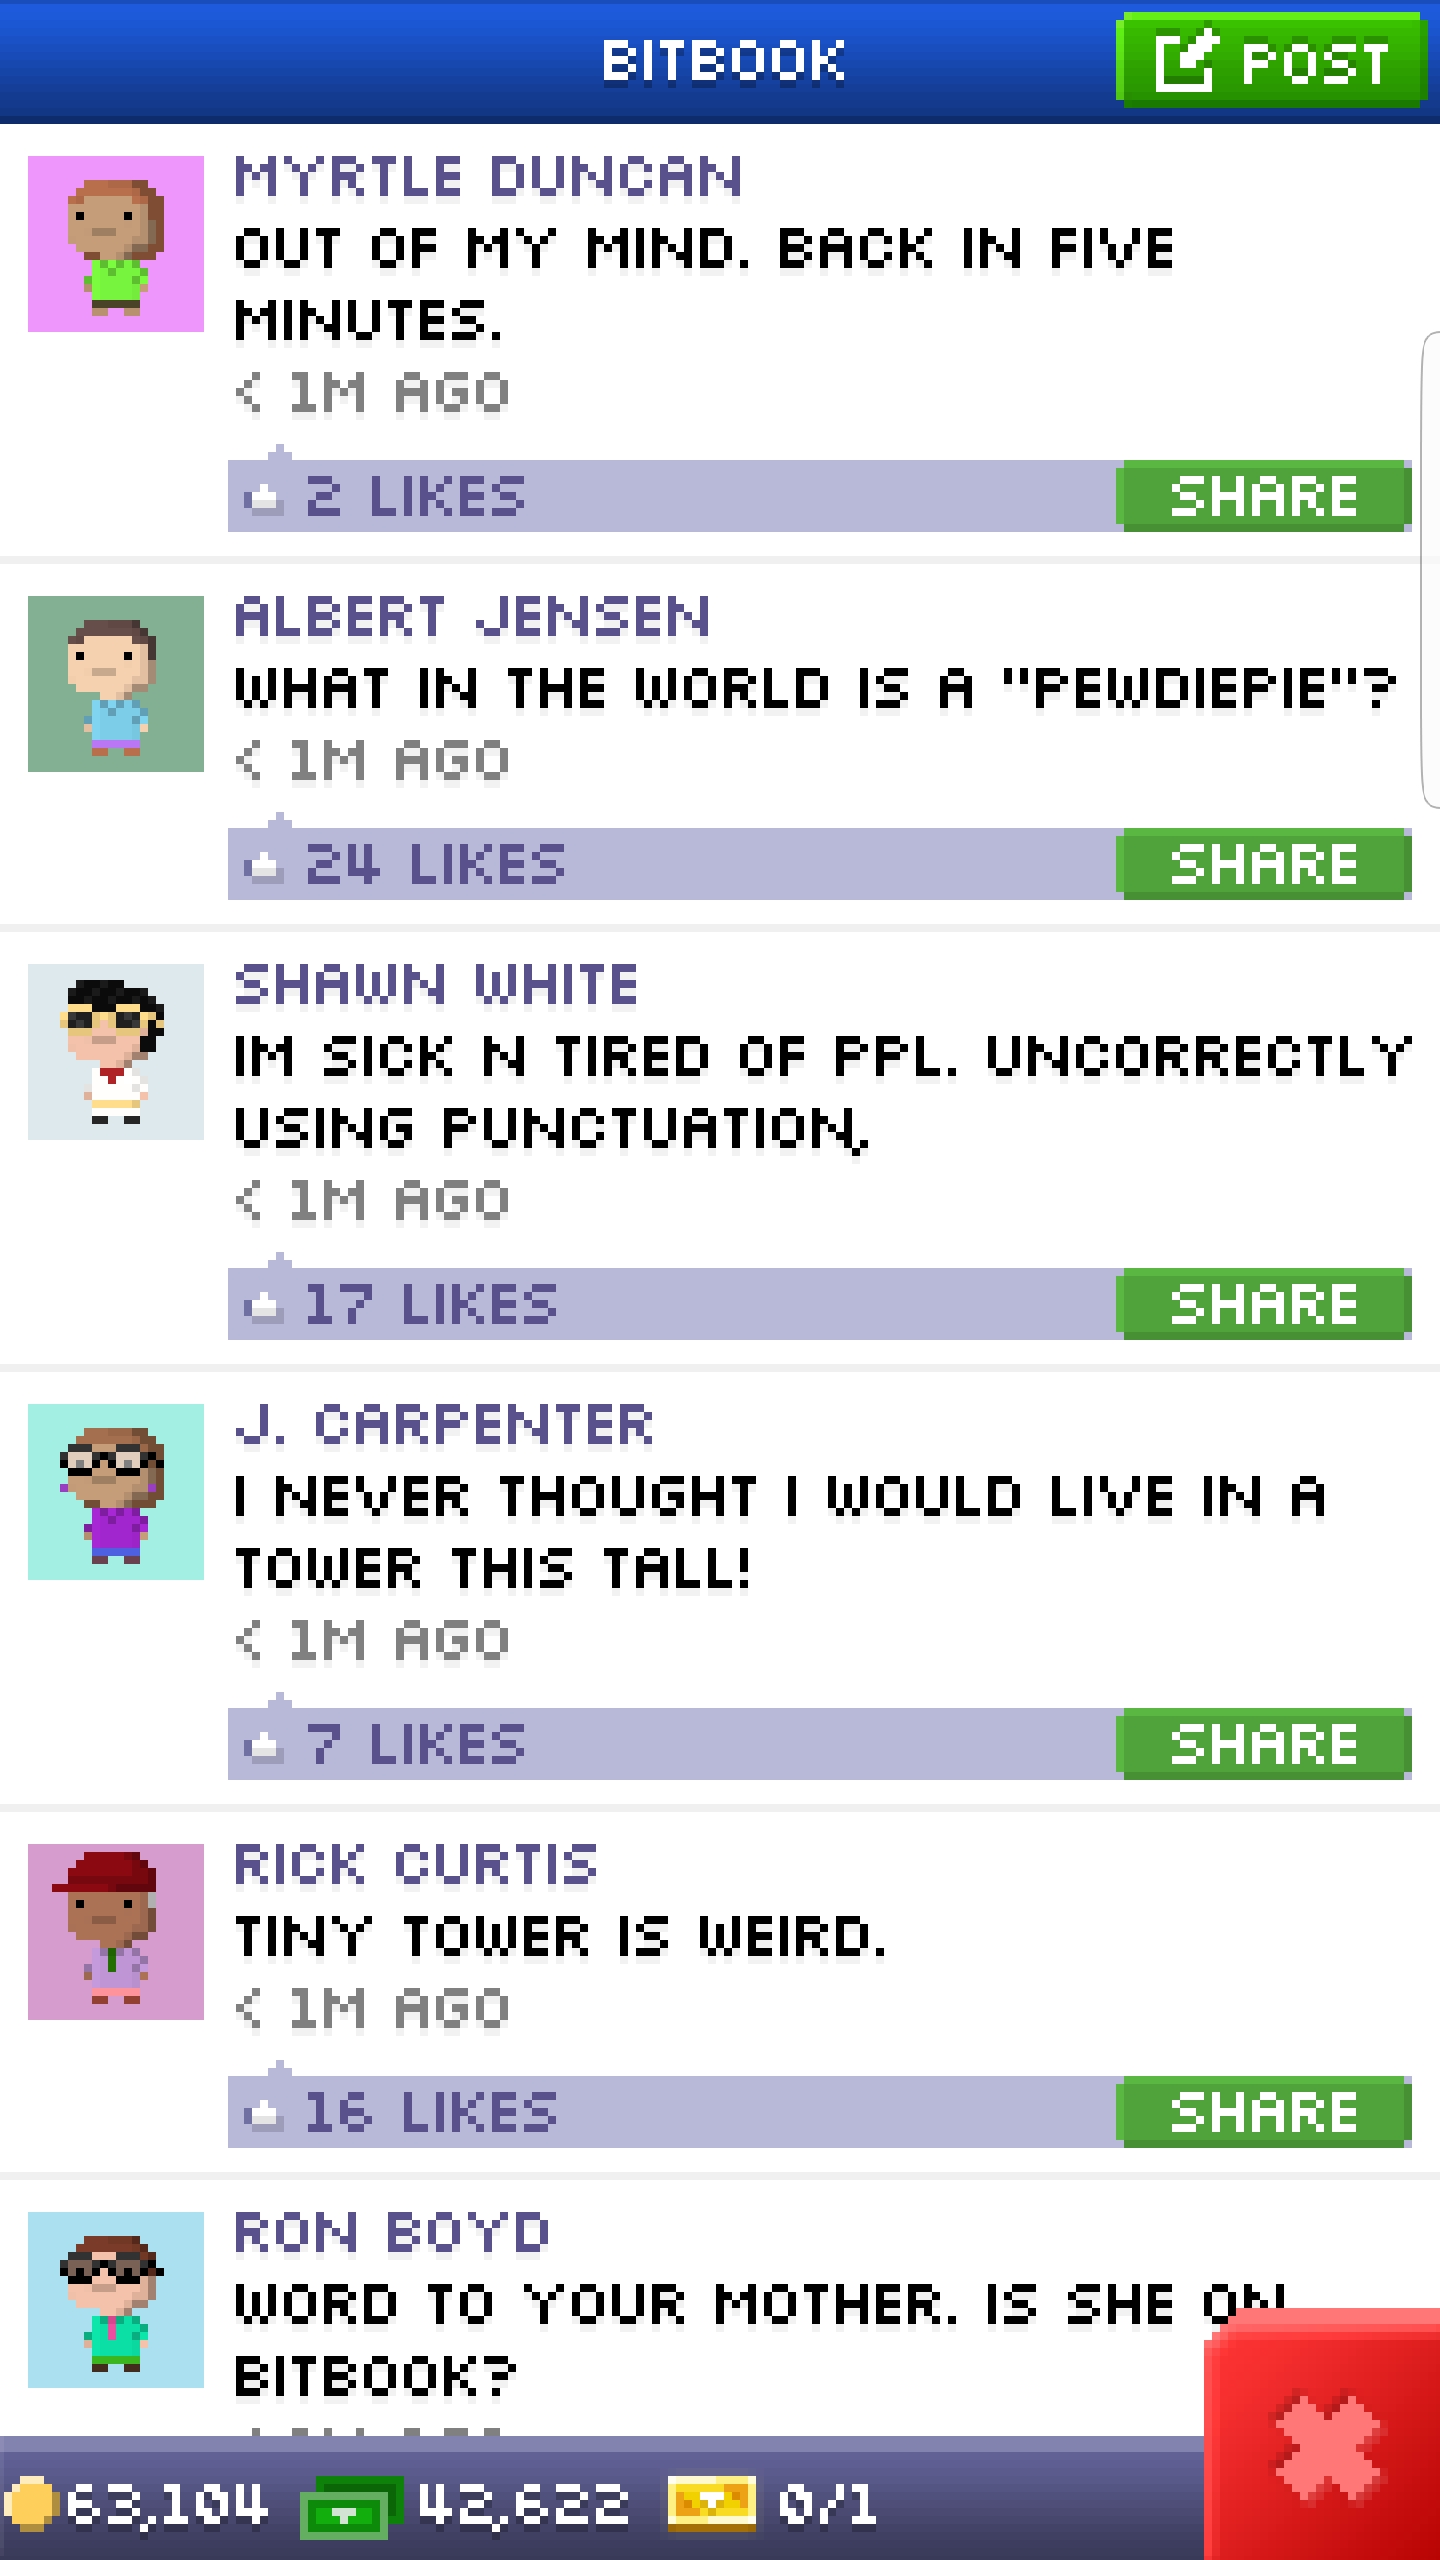 BITBOOK
POST
MYRTLE DUNCAN
OUT OF MY MIND. BACK IN FIVE
MINUTES.
< 1M AGO
2 LIKES
SHARE
ALBERT JENSEN
WHAT IN THE WORLD IS A "PEWDIEPIE"?
< 1M AGO
24 LIKES
SHARE
SHAWN WHITE
IM SICK N TIRED OF PPL. UNCORRECTLY
USING PUNCTUATION,
< 1M AGO
17 LIKES
SHARE
J. CARPENTER
I NEVER THOUGHT I WOULD LIVE IN A
TOWER THIS TALL!
< 1M AGO
7 LIKES
SHARE
RICK CURTIS
TINY TOWER IS WEIRD.
< 1M AGO
16 LIKES
SHARE
RON BOYD
WORD TO YOUR MOTHER. IS SHE ON
BITBOOK?
63,104 42,622 0/1